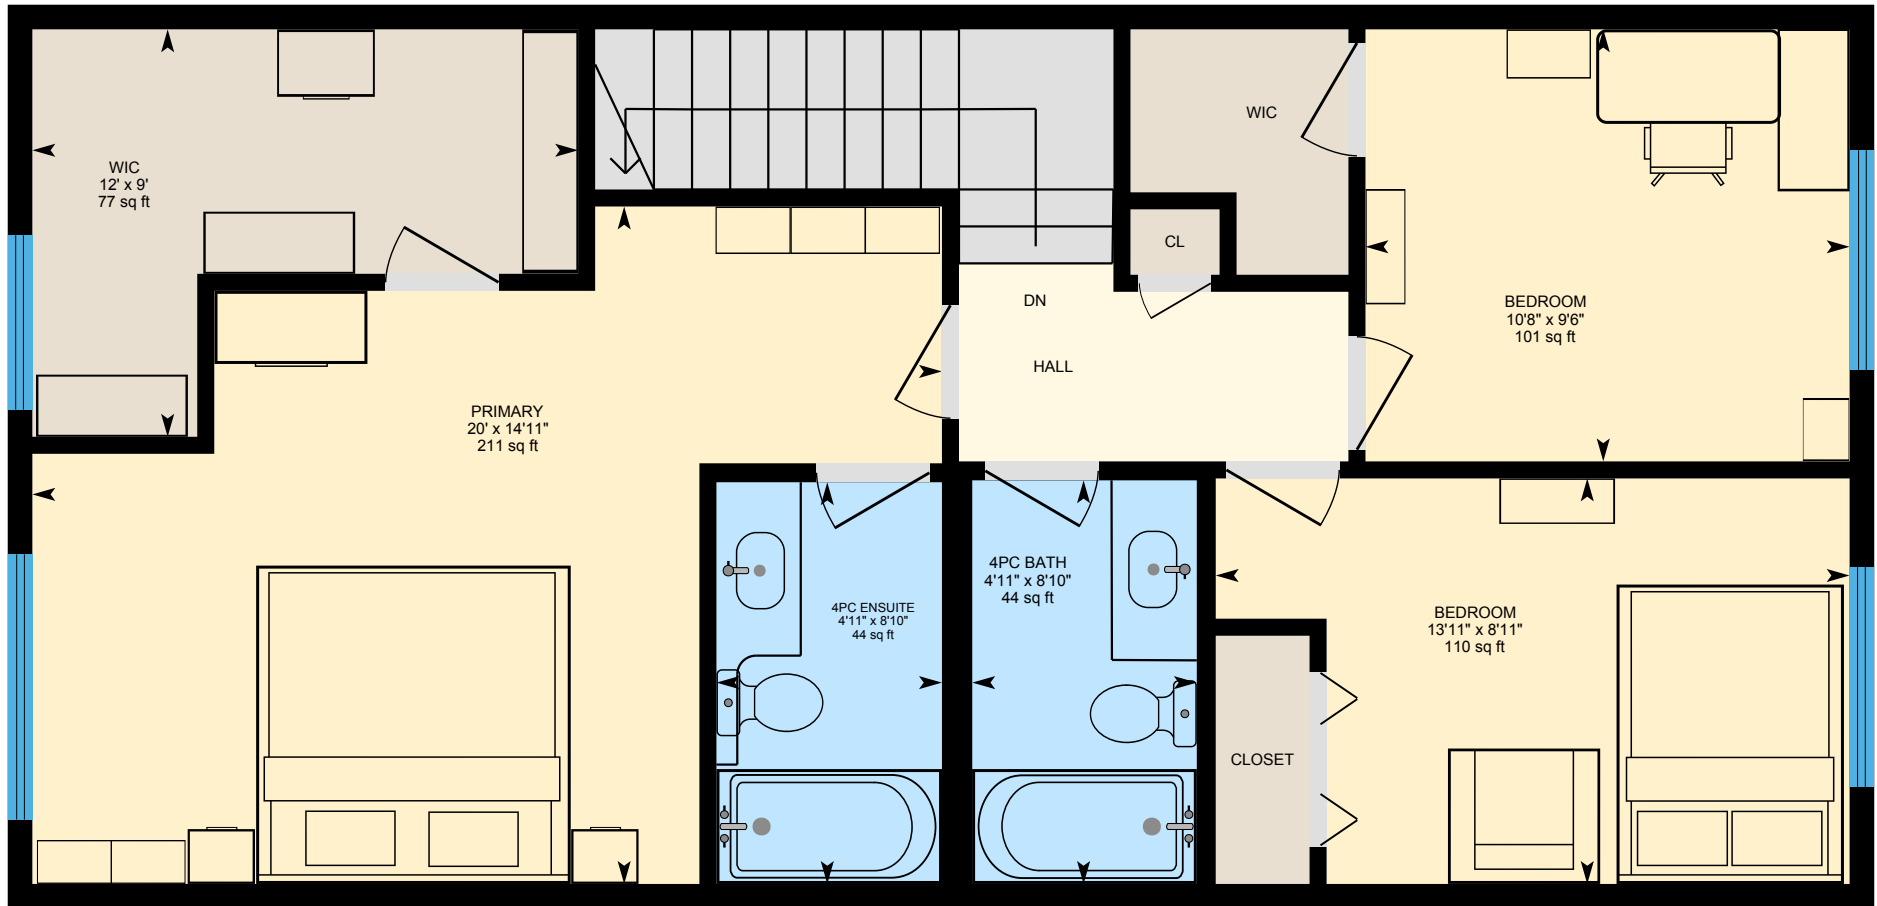 WIC
12' x 9'
77 sq ft
WIC
CL
DN
HALL
BEDROOM
10'8" x 9'6"
101 sq ft
PRIMARY
20' x 14'11"
211 sq ft
4PC ENSUITE
4'11" x 8'10"
44 sq ft
4PC BATH
4'11" x 8'10"
44 sq ft
BEDROOM
13'11" x 8'11"
110 sq ft
CLOSET